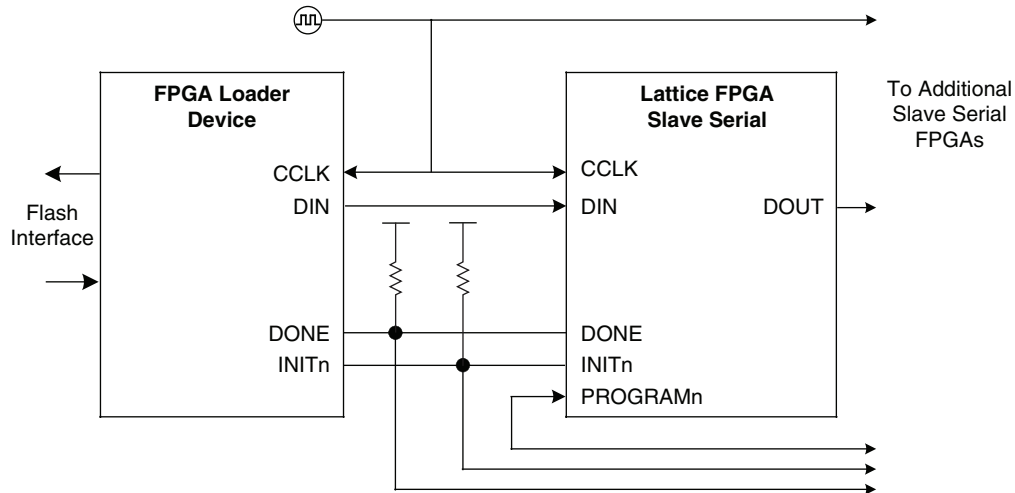 FPGA Loader
Device
Lattice FPGA
Slave Serial
To Additional
Slave Serial
FPGAs
CCLK
CCLK
DIN
DIN
DOUT
Flash
Interface
DONE
DONE
INITn
INITn
PROGRAMn